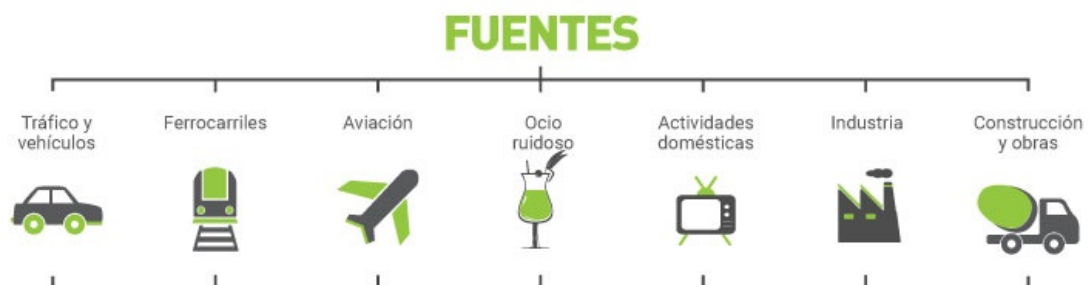 FUENTES
Tráfico y
vehículos
Ferrocarriles
Aviación
Ocio
ruidoso
Actividades
domésticas
Industria
Construcción
y obras